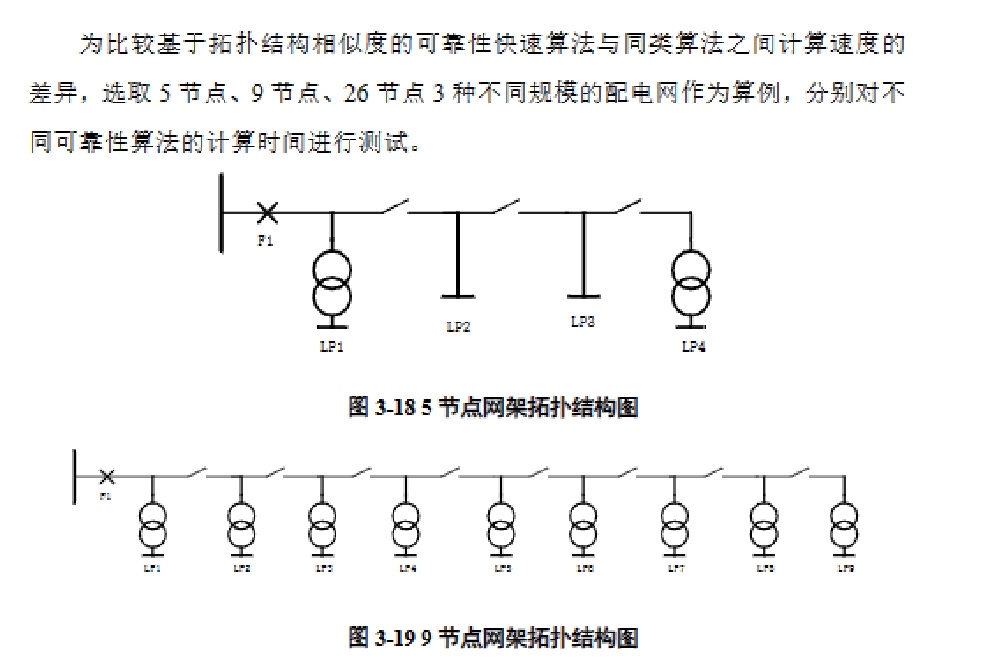 为比较基于拓扑结构相似度的可靠性快速算法与同类算法之间计算速度的
差异，选取 5 节点、9 节点、26 节点 3 种不同规模的配电网作为算例，分别对不
同可靠性算法的计算时间进行测试。
F1
LP1 LP2 LP3 LP4
图 3-18 5 节点网架拓扑结构图
F1
LP1 LP2 LP3 LP4 LP5 LP6 LP7 LP8 LP9
图 3-19 9 节点网架拓扑结构图